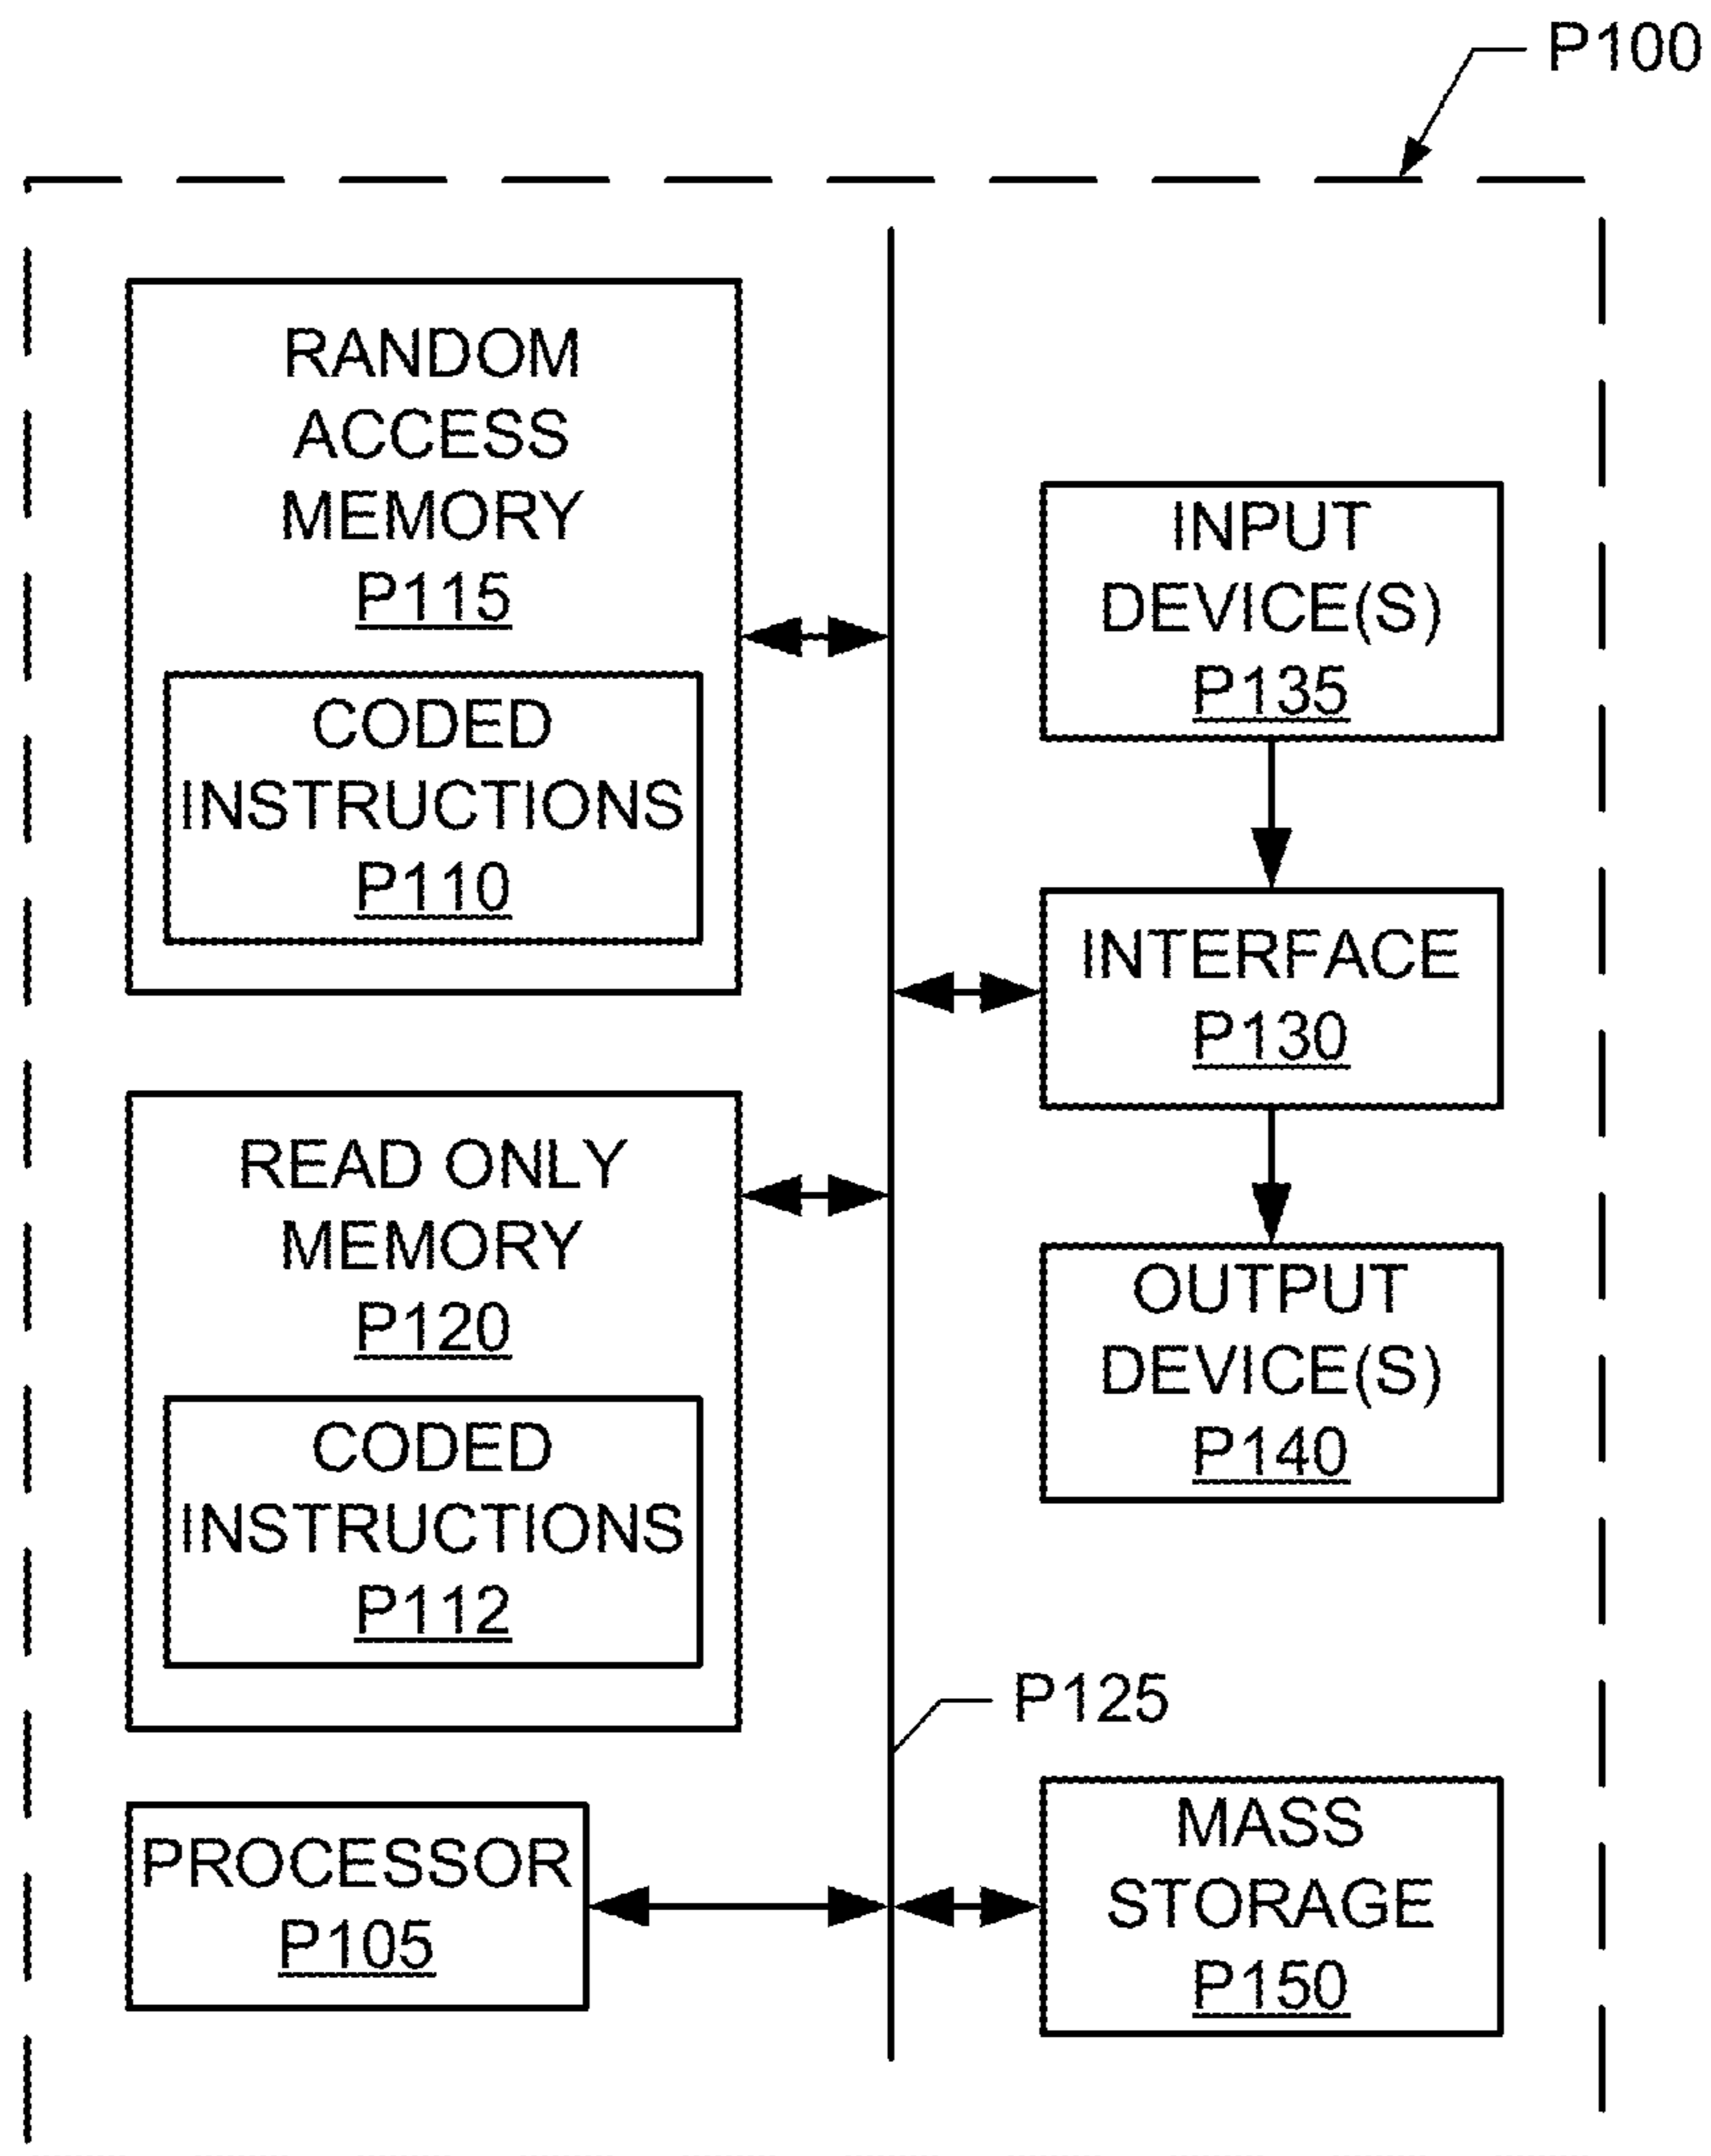 P100
RANDOM
ACCESS
MEMORY
P115
CODED
INSTRUCTIONS
P110
READ ONLY
MEMORY
P120
CODED
INSTRUCTIONS
P112
PROCESSOR
P105
INPUT
DEVICE(S)
P135
INTERFACE
P130
OUTPUT
DEVICE(S)
P140
P125
MASS
STORAGE
P150